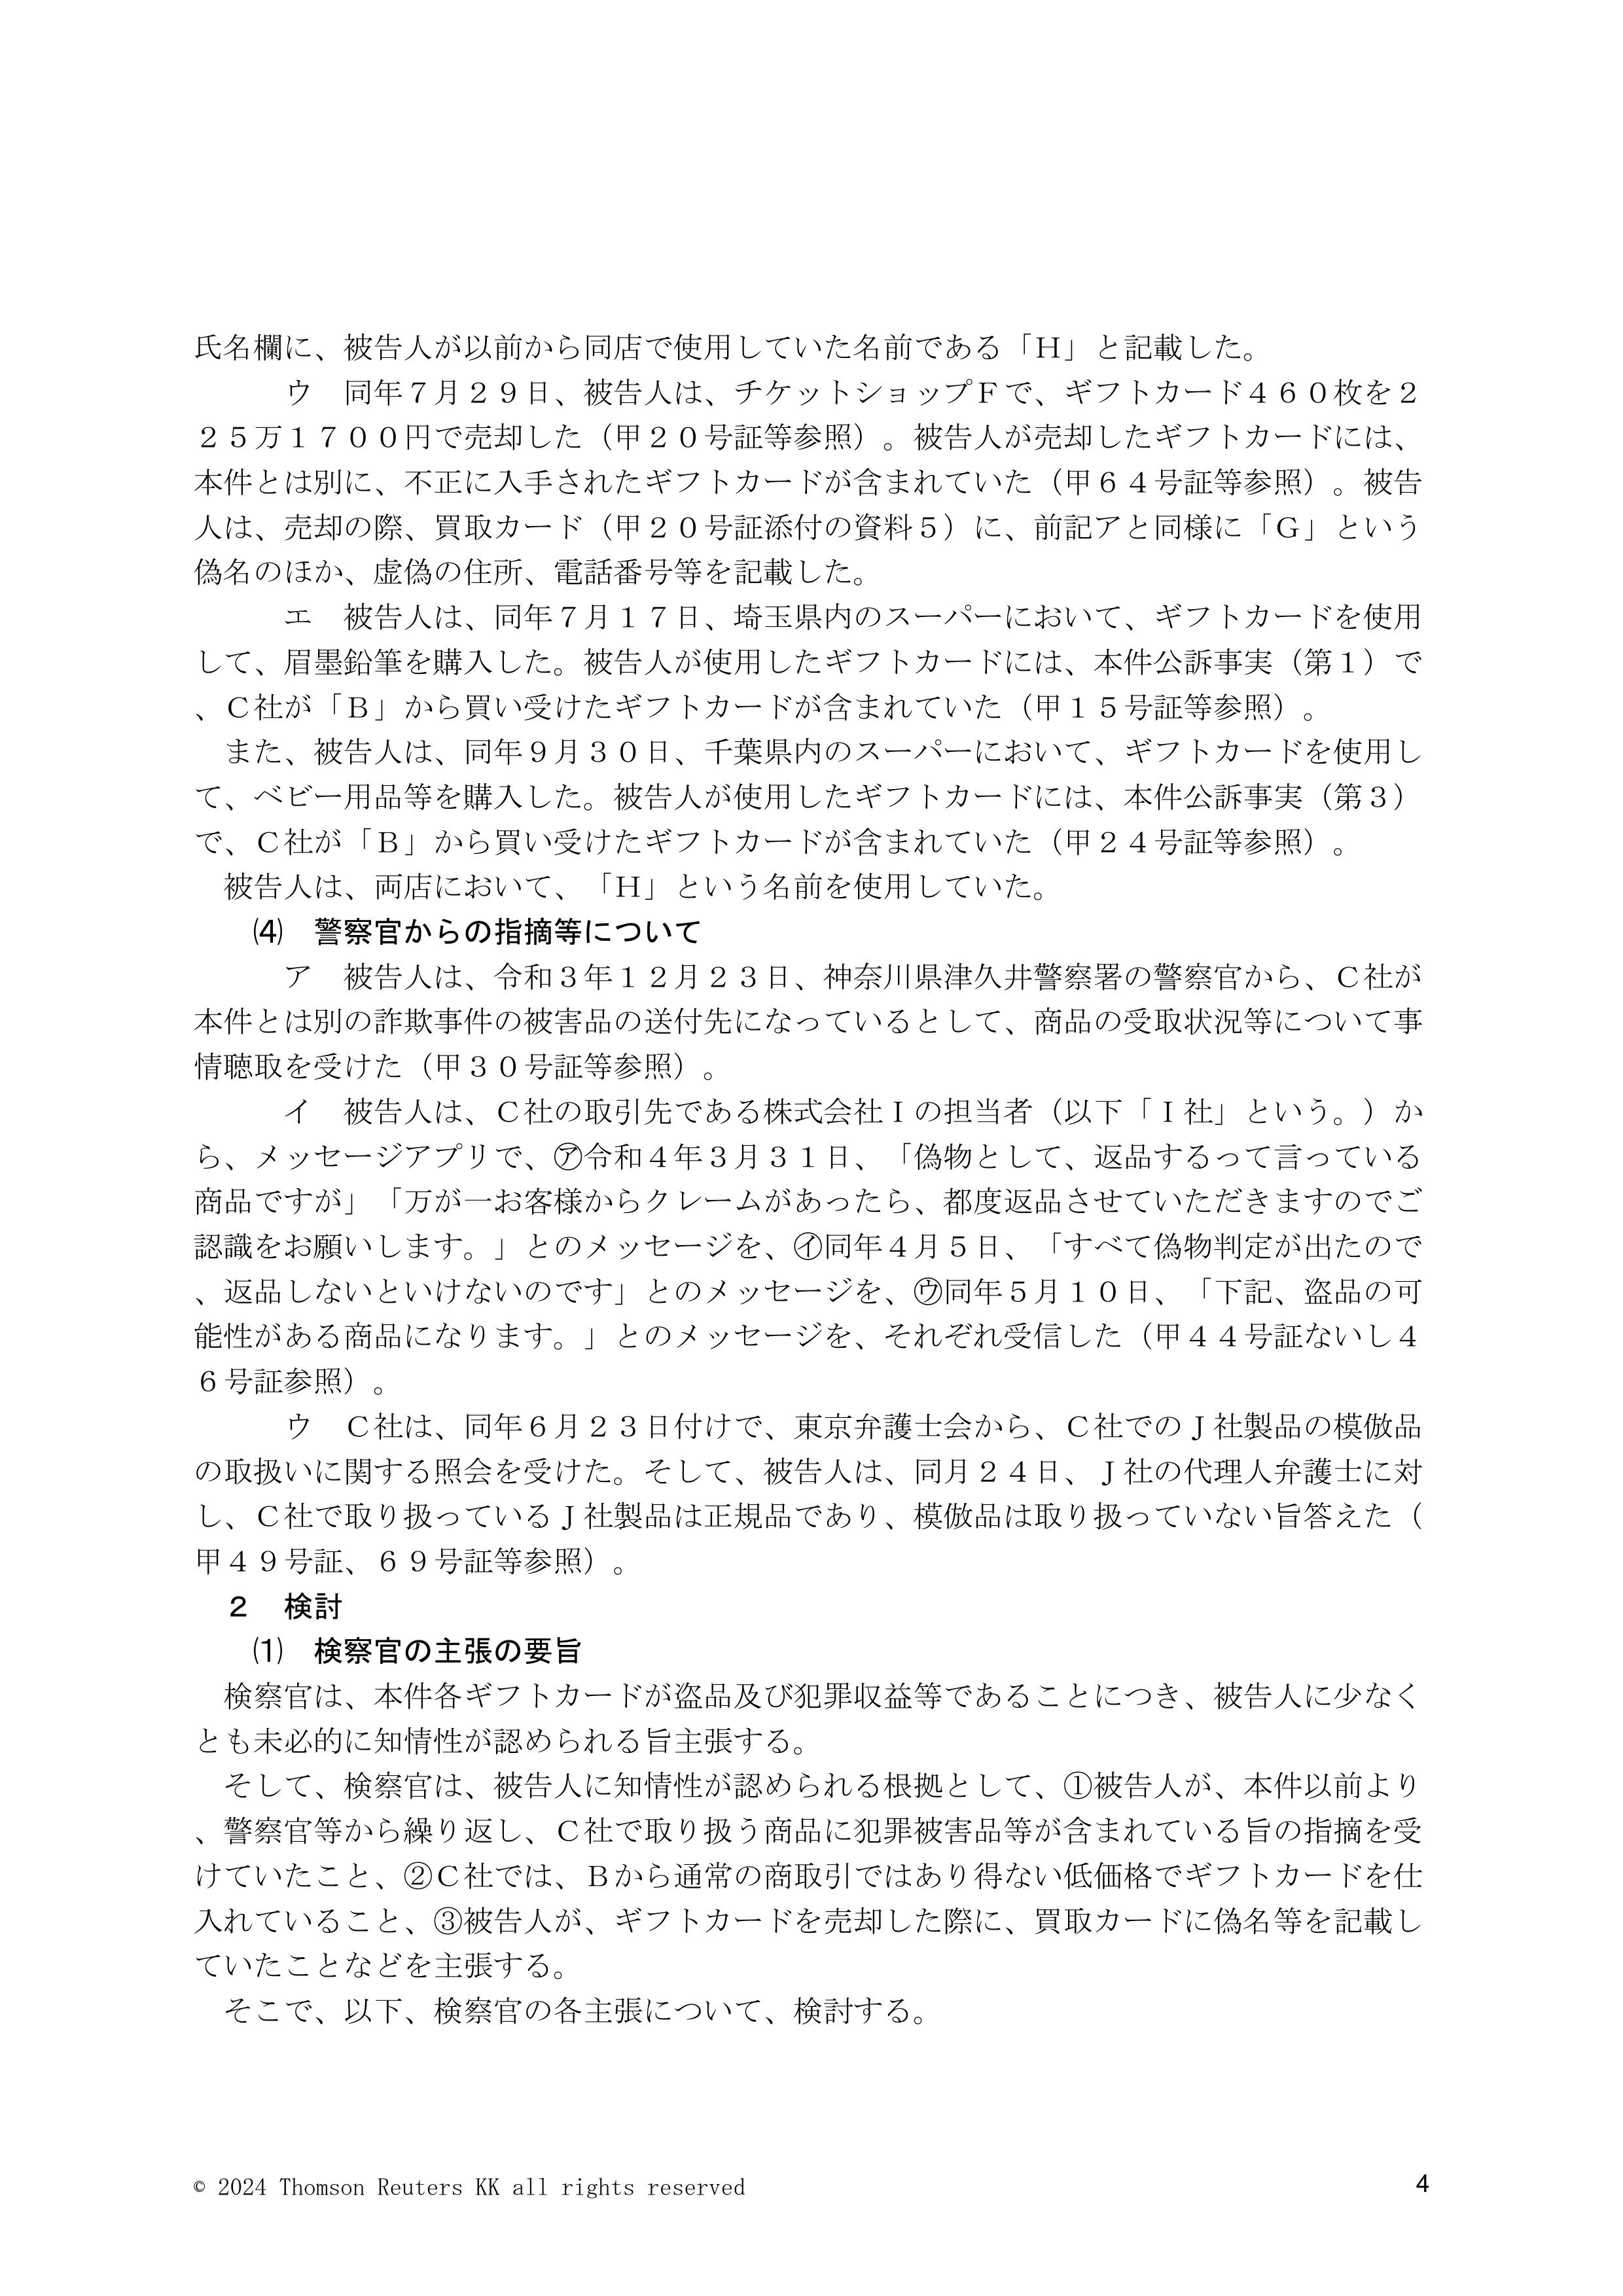 氏名欄に、被告人が以前から同店で使用していた名前である「Ｈ」と記載した。
ウ　同年７月２９日、被告人は、チケットショップＦで、ギフトカード４６０枚を２
２５万１７００円で売却した（甲２０号証等参照）。被告人が売却したギフトカードには、
本件とは別に、不正に入手されたギフトカードが含まれていた（甲６４号証等参照）。被告
人は、売却の際、買取カード（甲２０号証添付の資料５）に、前記アと同様に「Ｇ」という
偽名のほか、虚偽の住所、電話番号等を記載した。
エ　被告人は、同年７月１７日、埼玉県内のスーパーにおいて、ギフトカードを使用
して、眉墨鉛筆を購入した。被告人が使用したギフトカードには、本件公訴事実（第１）で
、Ｃ社が「Ｂ」から買い受けたギフトカードが含まれていた（甲１５号証等参照）。
また、被告人は、同年９月３０日、千葉県内のスーパーにおいて、ギフトカードを使用し
て、ベビー用品等を購入した。被告人が使用したギフトカードには、本件公訴事実（第３）
で、Ｃ社が「Ｂ」から買い受けたギフトカードが含まれていた（甲２４号証等参照）。
被告人は、両店において、「Ｈ」という名前を使用していた。
⑷　警察官からの指摘等について
ア　被告人は、令和３年１２月２３日、神奈川県津久井警察署の警察官から、Ｃ社が
本件とは別の詐欺事件の被害品の送付先になっているとして、商品の受取状況等について事
情聴取を受けた（甲３０号証等参照）。
イ　被告人は、Ｃ社の取引先である株式会社Ｉの担当者（以下「Ｉ社」という。）か
ら、メッセージアプリで、㋐令和４年３月３１日、「偽物として、返品するって言っている
商品ですが」「万が一お客様からクレームがあったら、都度返品させていただきますのでご
認識をお願いします。」とのメッセージを、㋑同年４月５日、「すべて偽物判定が出たので
、返品しないといけないのです」とのメッセージを、㋒同年５月１０日、「下記、盗品の可
能性がある商品になります。」とのメッセージを、それぞれ受信した（甲４４号証ないし４
６号証参照）。
ウ　Ｃ社は、同年６月２３日付けで、東京弁護士会から、Ｃ社でのＪ社製品の模倣品
の取扱いに関する照会を受けた。そして、被告人は、同月２４日、Ｊ社の代理人弁護士に対
し、Ｃ社で取り扱っているＪ社製品は正規品であり、模倣品は取り扱っていない旨答えた（
甲４９号証、６９号証等参照）。
２　検討
⑴　検察官の主張の要旨
検察官は、本件各ギフトカードが盗品及び犯罪収益等であることにつき、被告人に少なく
とも未必的に知情性が認められる旨主張する。
そして、検察官は、被告人に知情性が認められる根拠として、①被告人が、本件以前より
、警察官等から繰り返し、Ｃ社で取り扱う商品に犯罪被害品等が含まれている旨の指摘を受
けていたこと、②Ｃ社では、Ｂから通常の商取引ではあり得ない低価格でギフトカードを仕
入れていること、③被告人が、ギフトカードを売却した際に、買取カードに偽名等を記載し
ていたことなどを主張する。
そこで、以下、検察官の各主張について、検討する。
© 2024 Thomson Reuters KK all rights reserved
4